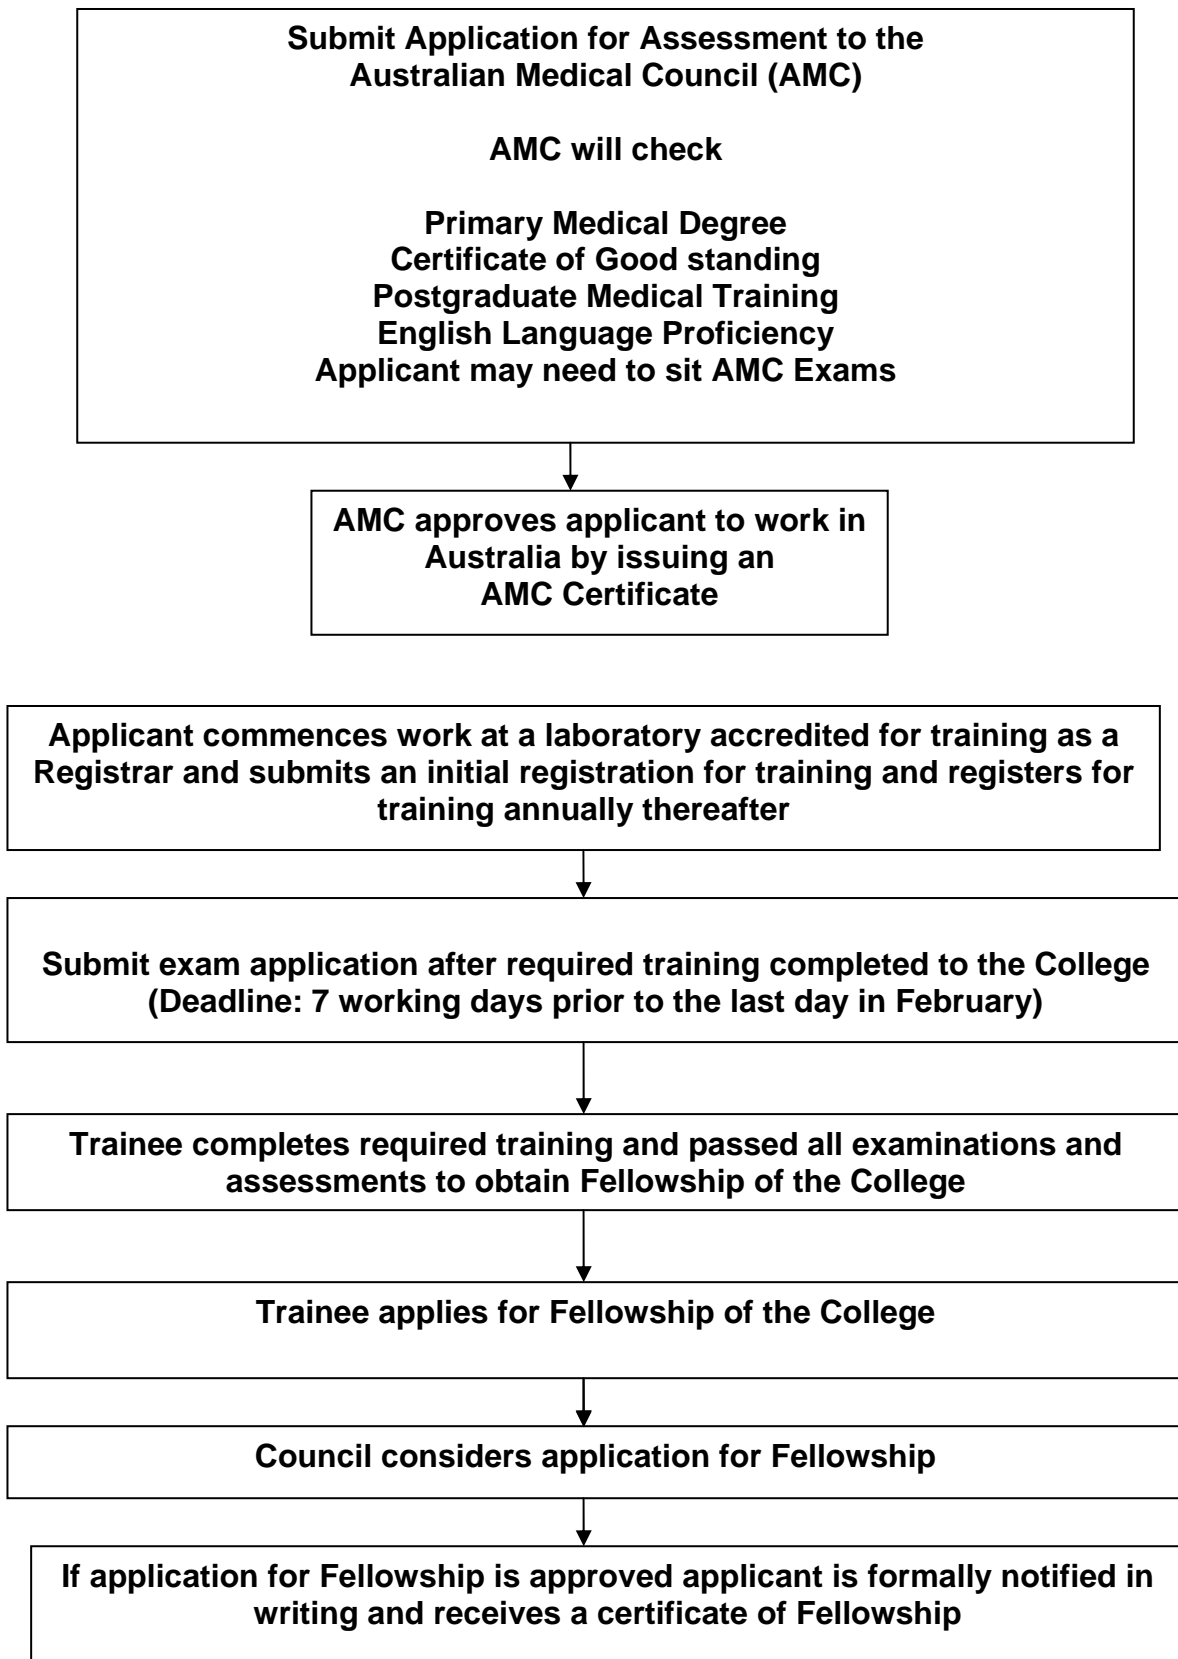 Submit Application for Assessment to the
Australian Medical Council (AMC)
AMC will check
Primary Medical Degree
Certificate of Good standing
Postgraduate Medical Training
English Language Proficiency
Applicant may need to sit AMC Exams
AMC approves applicant to work in
Australia by issuing an
AMC Certificate
Applicant commences work at a laboratory accredited for training as a
Registrar and submits an initial registration for training and registers for
training annually thereafter
Submit exam application after required training completed to the College
(Deadline: 7 working days prior to the last day in February)
Trainee completes required training and passed all examinations and
assessments to obtain Fellowship of the College
Trainee applies for Fellowship of the College
Council considers application for Fellowship
If application for Fellowship is approved applicant is formally notified in
writing and receives a certificate of Fellowship